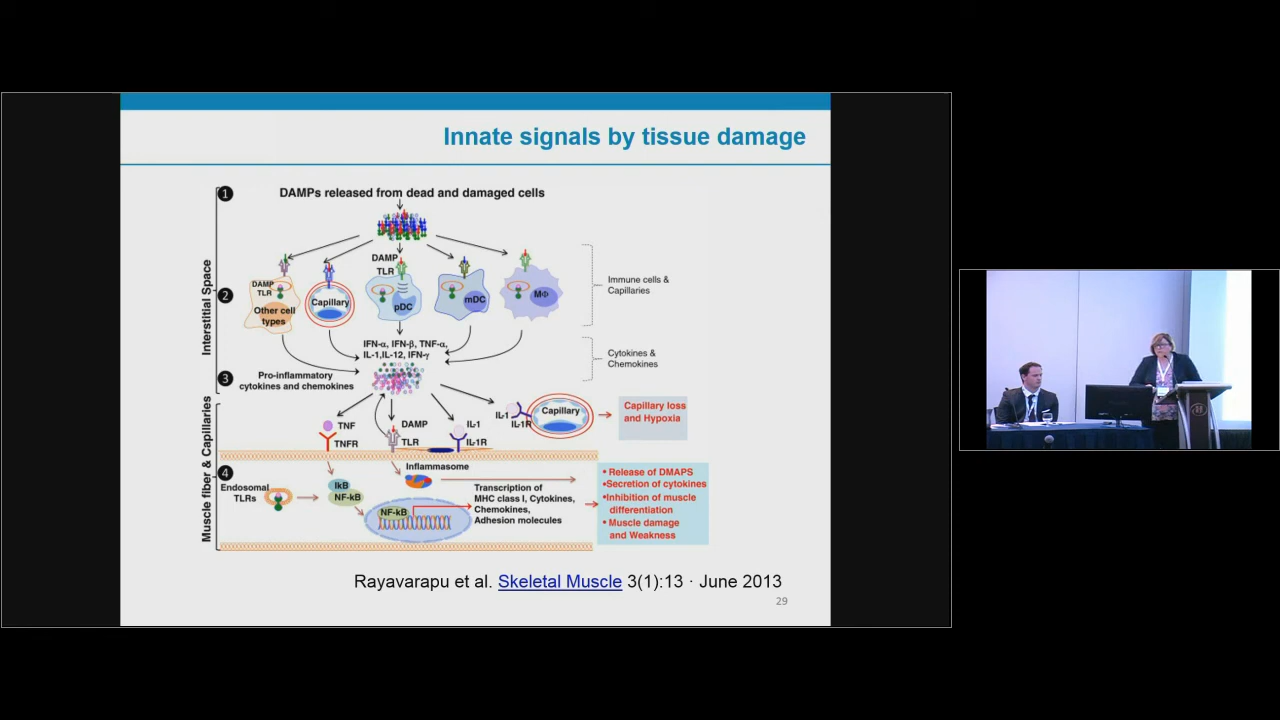 Innate signals by tissue damage
1
DAMPs released from dead and damaged cells
Interstitial Space
2
DAMP
TLR
DAMP
TLR
Other cell
types
Capillary
pDC
mDC
MΦ
Immune cells &
Capillaries
IFN-α, IFN-β, TNF-α,
IL-1,IL-12, IFN-γ
Cytokines &
Chemokines
3
Pro-inflammatory
cytokines and chemokines
Muscle fiber & Capillaries
TNF
TNFR
DAMP
TLR
IL-1
IL-1R
IL-1
IL-1R
Capillary
Capillary loss
and Hypoxia
4
Endosomal
TLRs
IkB
NF-kB
Inflammasome
NF-kB
Transcription of
MHC class I, Cytokines,
Chemokines,
Adhesion molecules
• Release of DMAPS
•Secretion of cytokines
•Inhibition of muscle
differentiation
• Muscle damage
and Weakness
Rayavarapu et al. Skeletal Muscle 3(1):13 · June 2013
29